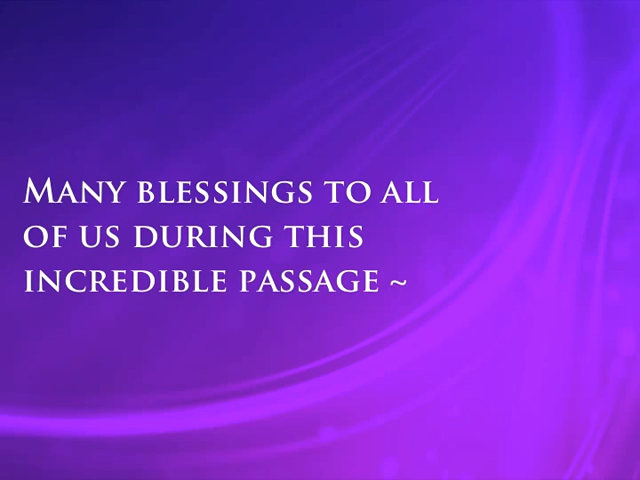 Many blessings to all
of us during this
incredible passage ~